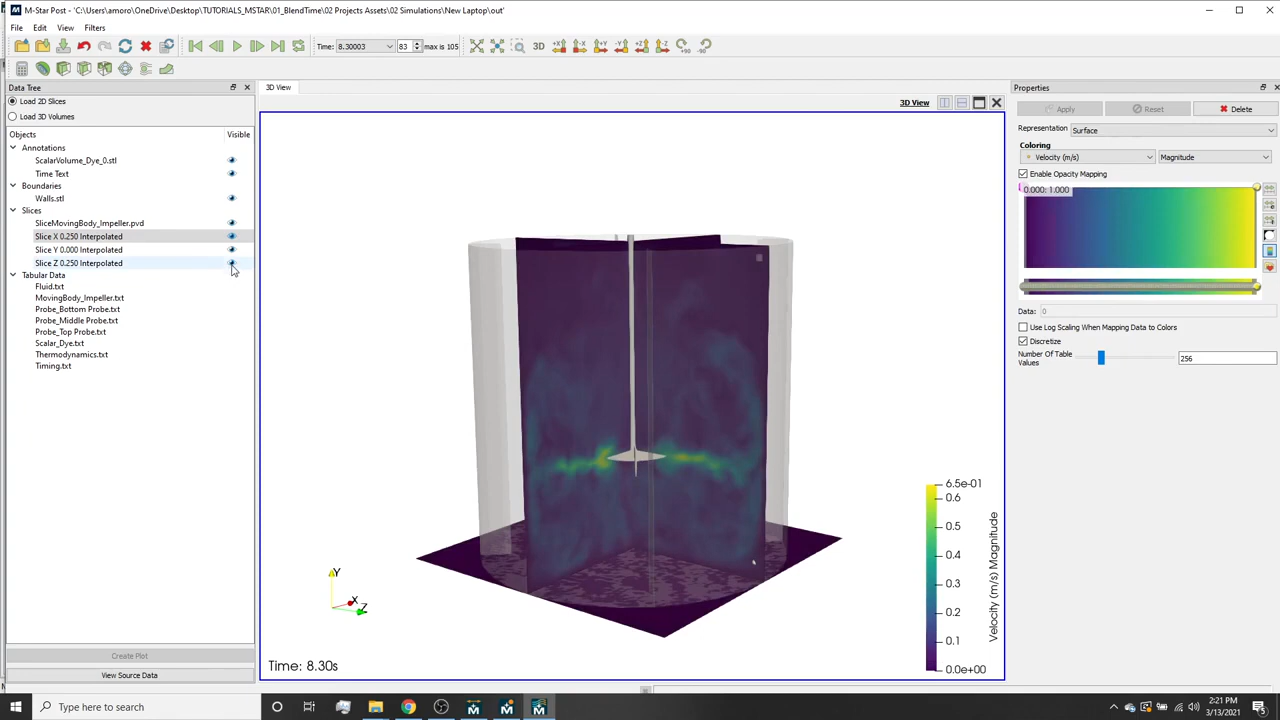 M-Star Post - 'C:\Users\amoro\OneDrive\Desktop\TUTORIALS_MSTAR\01_BlendTime\02 Projects Assets\02 Simulations\New Laptop\out'
File Edit View Filters
3D +X -X +Y -Y +Z -Z +90 -90
Time: 8.30003 83 max is 105
Data Tree
Load 2D Slices
Load 3D Volumes
Objects Visible
Annotations
ScalarVolume_Dye_0.stl
Time Text
Boundaries
Walls.stl
Slices
SliceMovingBody_Impeller.pvd
Slice X 0.250 Interpolated
Slice Y 0.000 Interpolated
Slice Z 0.250 Interpolated
Tabular Data
Fluid.txt
MovingBody_Impeller.txt
Probe_Bottom Probe.txt
Probe_Middle Probe.txt
Probe_Top Probe.txt
Scalar_Dye.txt
Thermodynamics.txt
Timing.txt
Create Plot
View Source Data
3D View
3D View
Y
X
Z
Time: 8.30s
6.5e-01
0.6
0.5
0.4
0.3
0.2
0.1
0.0e+00
Velocity (m/s) Magnitude
Properties
Apply Reset Delete
Representation Surface
Coloring
Velocity (m/s) Magnitude
Enable Opacity Mapping
0.000: 1.000
Data: 0
Use Log Scaling When Mapping Data to Colors
Discretize
Number Of Table Values 256
Type here to search
2:21 PM
3/13/2021